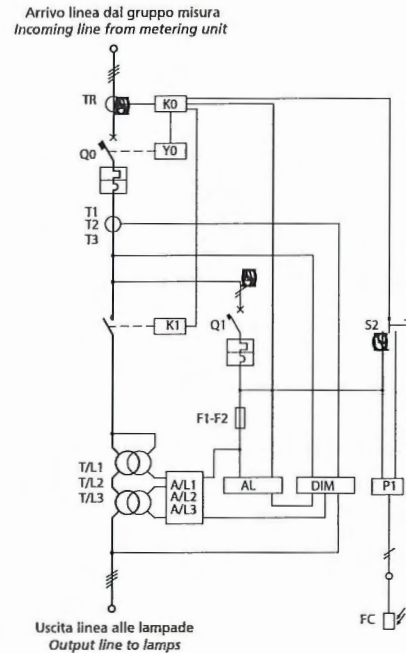 Arrivo linea dal gruppo misura
Incoming line from metering unit
TR
K0
Q0
Y0
T1
T2
T3
K1
Q1
S2
F1-F2
T/L1
T/L2
T/L3
A/L1
A/L2
A/L3
AL
DIM
P1
FC
Uscita linea alle lampade
Output line to lamps